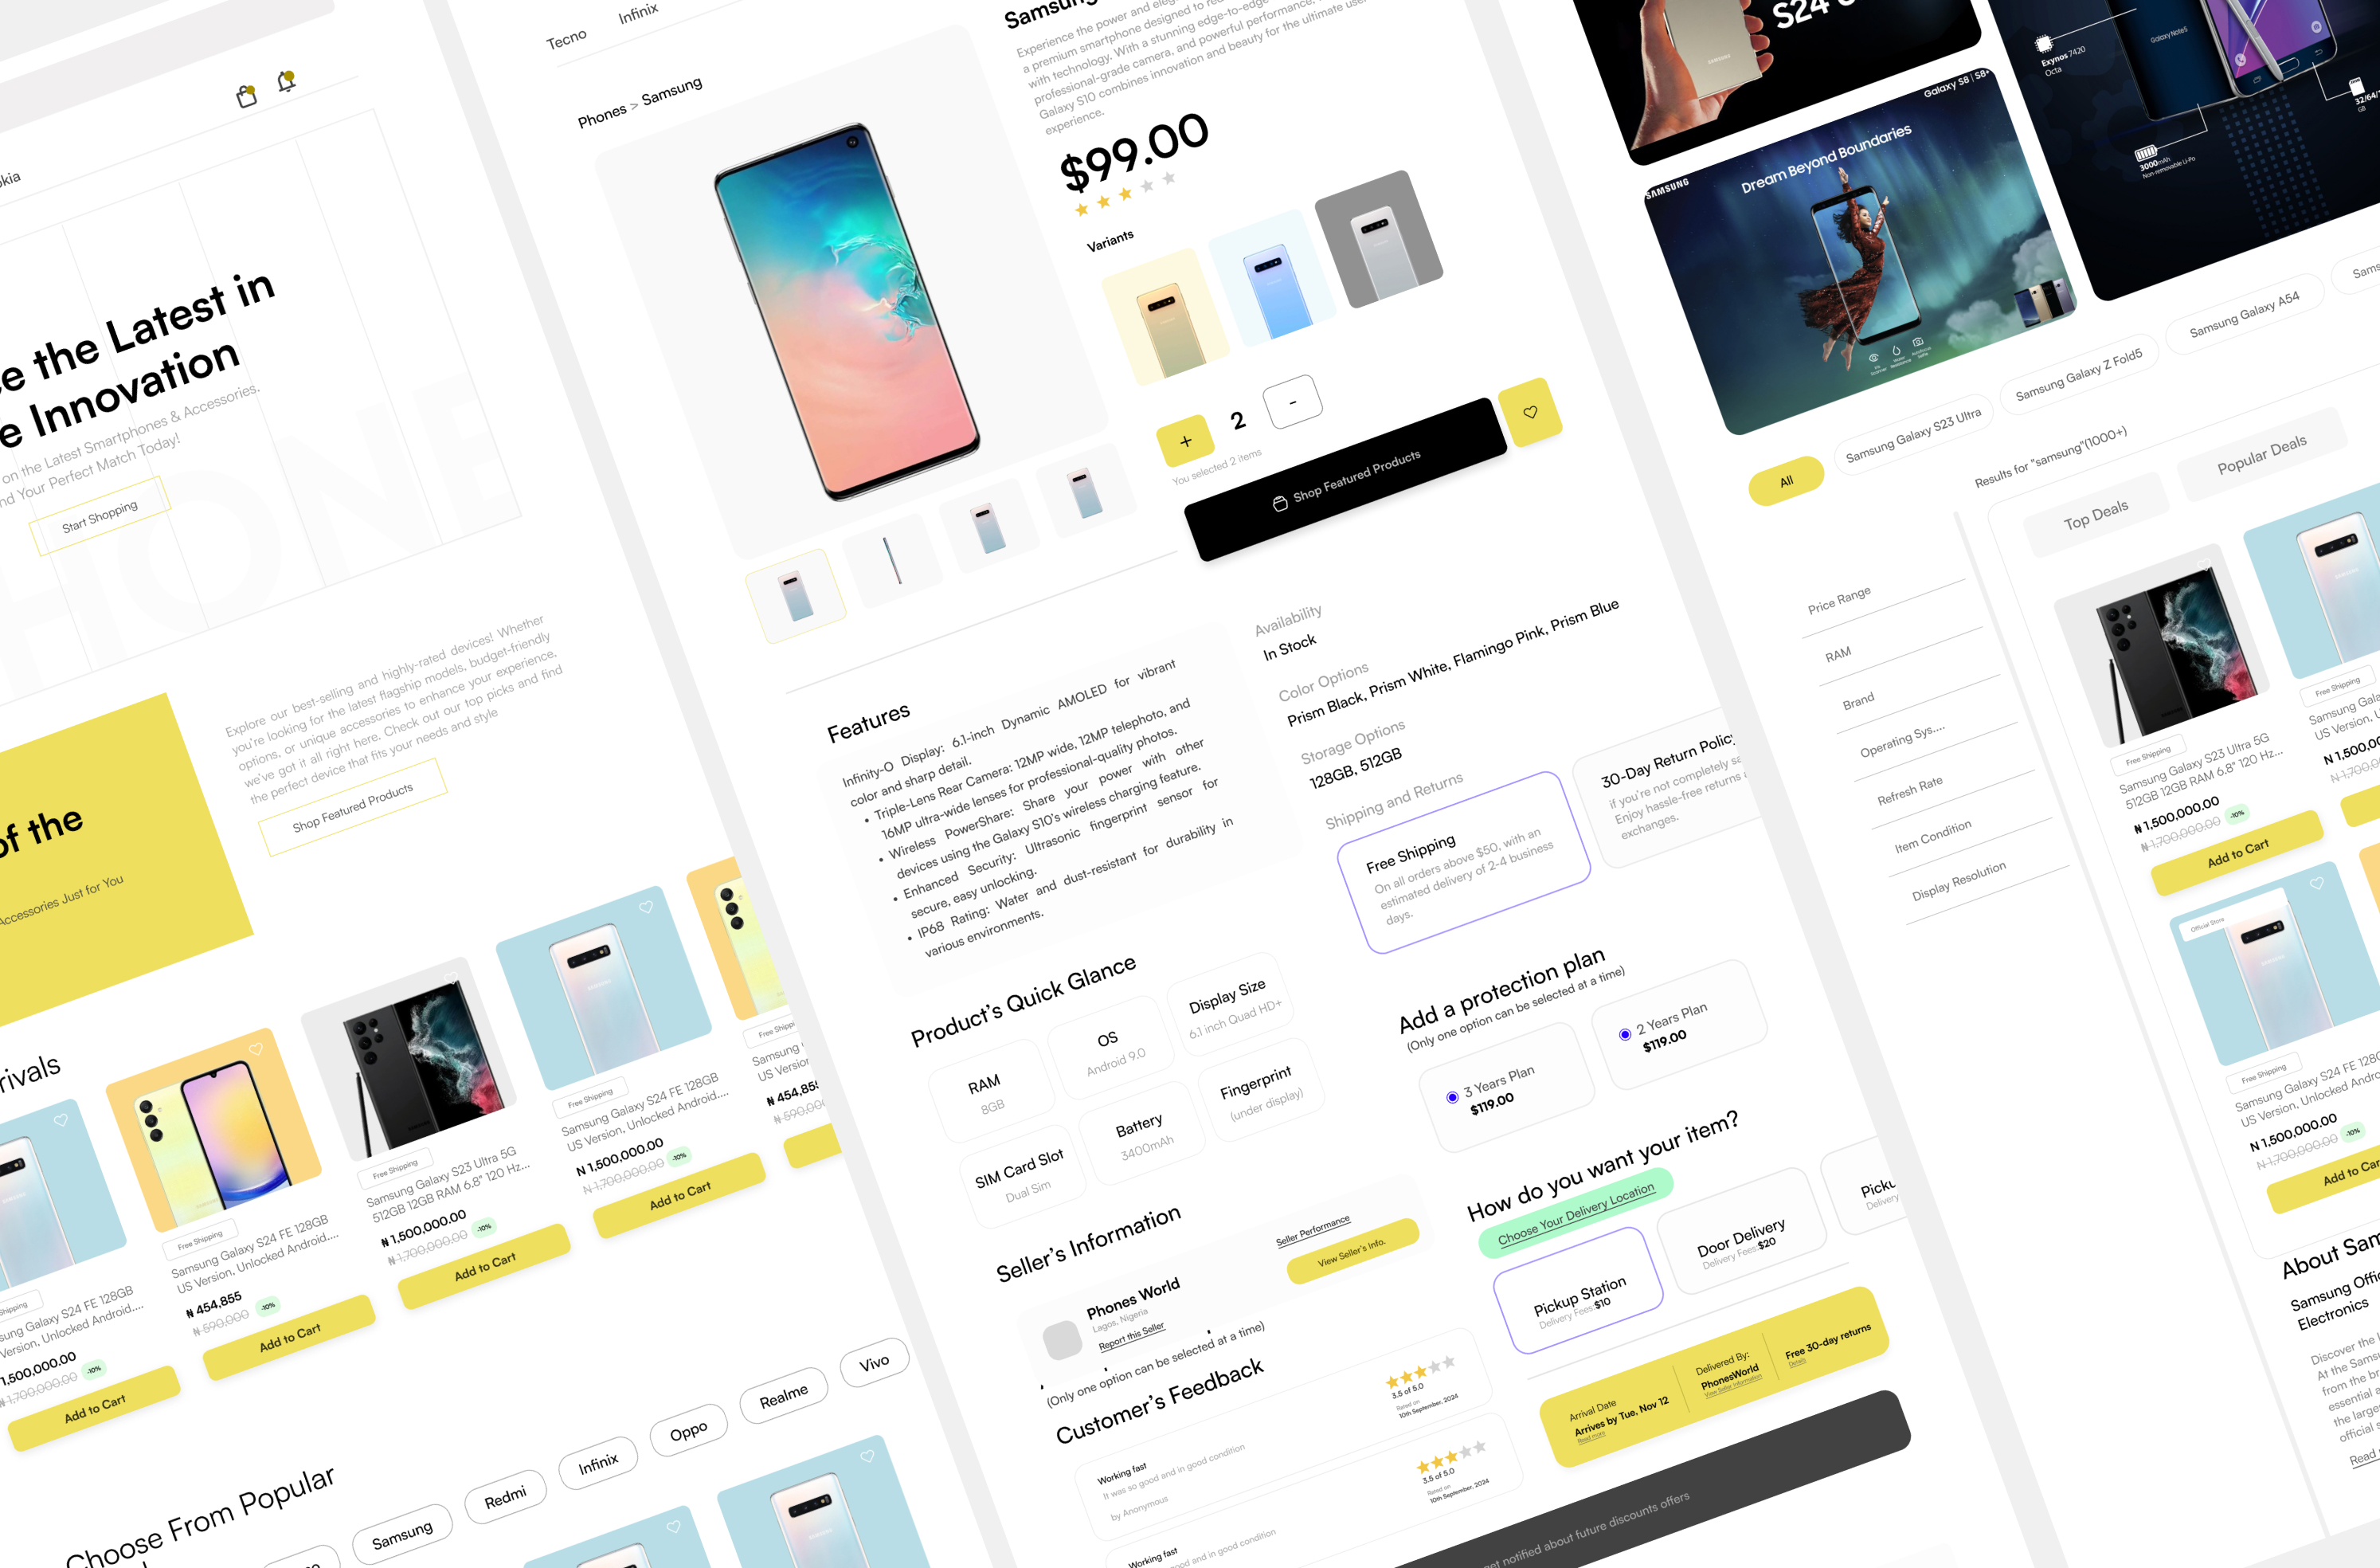 kia
e the Latest in
e Innovation
on the Latest Smartphones & Accessories.
nd Your Perfect Match Today!
Start Shopping
HONE
of the
Accessories Just for You
Explore our best-selling and highly-rated devices! Whether
you're looking for the latest flagship models, budget-friendly
options, or unique accessories to enhance your experience,
we've got it all right here. Check out our top picks and find
the perfect device that fits your needs and style
Shop Featured Products
rivals
Shipping
sung Galaxy S24 FE 128GB
Version, Unlocked Android....
1,500,000.00
₦ 1,700,000.00
-10%
Add to Cart
Free Shipping
Samsung Galaxy S24 FE 128GB
US Version, Unlocked Android....
₦ 454,855
₦ 590,000
-10%
Add to Cart
Free Shipping
Samsung Galaxy S23 Ultra 5G
512GB 12GB RAM 6.8" 120 Hz...
₦ 1,500,000.00
₦ 1,700,000.00
-10%
Add to Cart
Free Shipping
Samsung Galaxy S24 FE 128GB
US Version, Unlocked Android....
₦ 1,500,000.00
₦ 1,700,000.00
-10%
Add to Cart
Free Shippi
Samsung
US Version
₦ 454,855
₦ 590,000
Choose From Popular
Samsung
Redmi
Infinix
Oppo
Realme
Vivo
Tecno
Infinix
Phones > Samsung
Samsung
Experience the power and
a premium smartphone designed to
with technology. With a stunning edge-to-edge
professional-grade camera, and powerful performance,
Galaxy S10 combines innovation and beauty for the ultimate user
experience.
$99.00
Variants
+
2
-
You selected 2 items
Shop Featured Products
Features
Infinity-O Display: 6.1-inch Dynamic AMOLED for vibrant
color and sharp detail.
• Triple-Lens Rear Camera: 12MP wide, 12MP telephoto, and
16MP ultra-wide lenses for professional-quality photos.
• Wireless PowerShare: Share your power with other
devices using the Galaxy S10's wireless charging feature.
• Enhanced Security: Ultrasonic fingerprint sensor for
secure, easy unlocking.
• IP68 Rating: Water and dust-resistant for durability in
various environments.
Availability
In Stock
Color Options
Prism Black, Prism White, Flamingo Pink, Prism Blue
Storage Options
128GB, 512GB
Shipping and Returns
Free Shipping
On all orders above $50, with an
estimated delivery of 2-4 business
days.
30-Day Return Policy
if you're not completely
Enjoy hassle-free returns
exchanges.
Product's Quick Glance
RAM
8GB
OS
Android 9.0
Display Size
6.1 inch Quad HD+
SIM Card Slot
Dual Sim
Battery
3400mAh
Fingerprint
(under display)
Add a protection plan
(Only one option can be selected at a time)
3 Years Plan
$119.00
2 Years Plan
$119.00
How do you want your item?
Choose Your Delivery Location
Pickup Station
Delivery Fees:$10
Door Delivery
Delivery Fees:$20
Picku
Delivery
Seller's Information
Phones World
Lagos, Nigeria
Report this Seller
Seller Performance
View Seller's Info.
(Only one option can be selected at a time)
Customer's Feedback
Working fast
It was so good and in good condition
by Anonymous
3.5 of 5.0
Rated on
10th September, 2024
Working fast
good and in good condition
3.5 of 5.0
Rated on
10th September, 2024
Arrival Date
Arrives by Tue, Nov 12
Read more
Delivered By:
PhonesWorld
View Seller Information
Free 30-day returns
Details
get notified about future discounts offers
S24
SAMSUNG
SAMSUNG
Dream Beyond Boundaries
Galaxy S8 | S8+
Exynos 7420
Octa
Galaxy Note5
3000mAh
Non-removable Li-Po
32/64/
GB
All
Samsung Galaxy S23 Ultra
Samsung Galaxy Z Fold5
Samsung Galaxy A54
Sams
Results for "samsung"(1000+)
Top Deals
Popular Deals
Price Range
RAM
Brand
Operating Sys....
Refresh Rate
Item Condition
Display Resolution
Free Shipping
Samsung Galaxy S23 Ultra 5G
512GB 12GB RAM 6.8" 120 Hz...
₦ 1,500,000.00
₦ 1,700,000.00
-10%
Add to Cart
Free Shipping
Samsung Gala
US Version, U
₦ 1,500,00
₦ 1,700,
Official Store
Free Shipping
Samsung Galaxy S24 FE 128G
US Version, Unlocked Andro
₦ 1,500,000.00
₦ 1,700,000.00
-10%
Add to Car
About Sam
Samsung Offic
Electronics
Discover the
At the Samsu
from the br
essential a
the larges
official s
Read